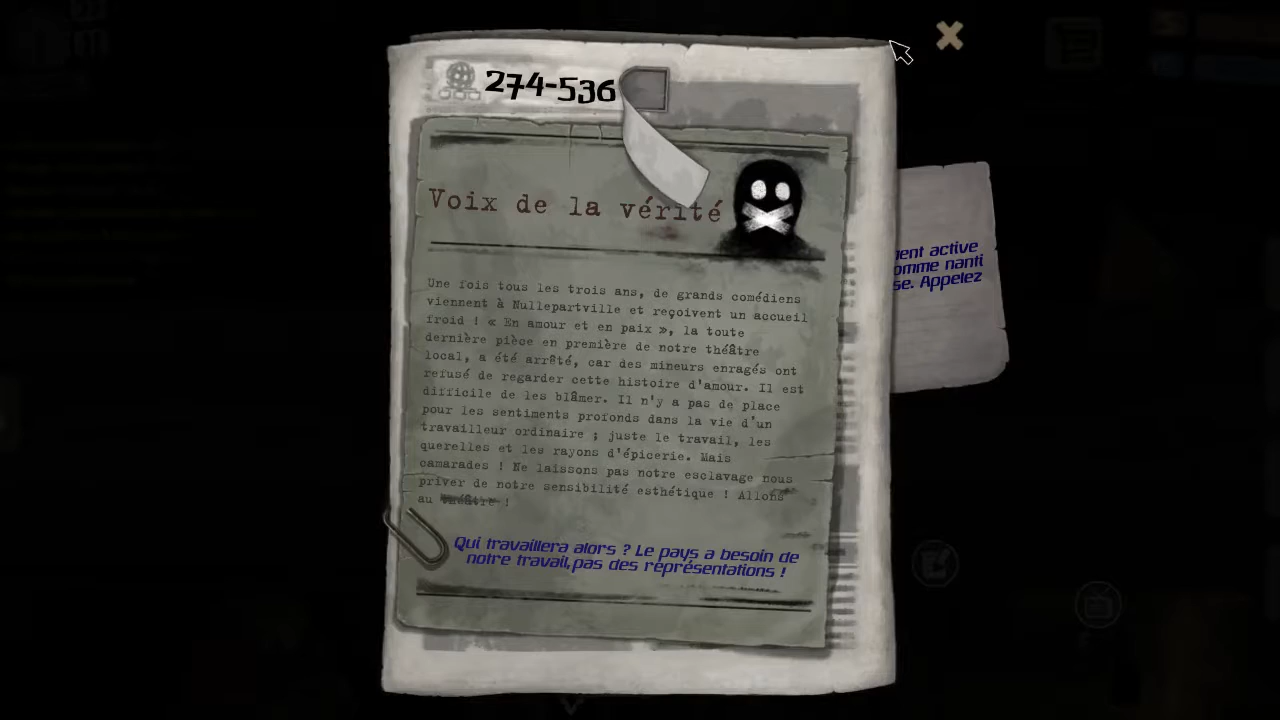 274-536
Voix de la vérité
Une fois tous les trois ans, de grands comédiens
viennent à Nullepartville et reçoivent un accueil
froid ! « En amour et en paix », la toute
dernière pièce en première de notre théâtre
local, a été arrêté, car des mineurs enragés ont
refusé de regarder cette histoire d'amour. Il est
difficile de les blâmer. Il n'y a pas de place
pour les sentiments profonds dans la vie d'un
travailleur ordinaire ; juste le travail, les
querelles et les rayons d'épicerie. Mais
camarades ! Ne laissons pas notre esclavage nous
priver de notre sensibilité esthétique ! Allons
au théâtre !
Qui travaillera alors ? Le pays a besoin de
notre travail,pas des représentations !
ment active
omme nanti
se. Appelez